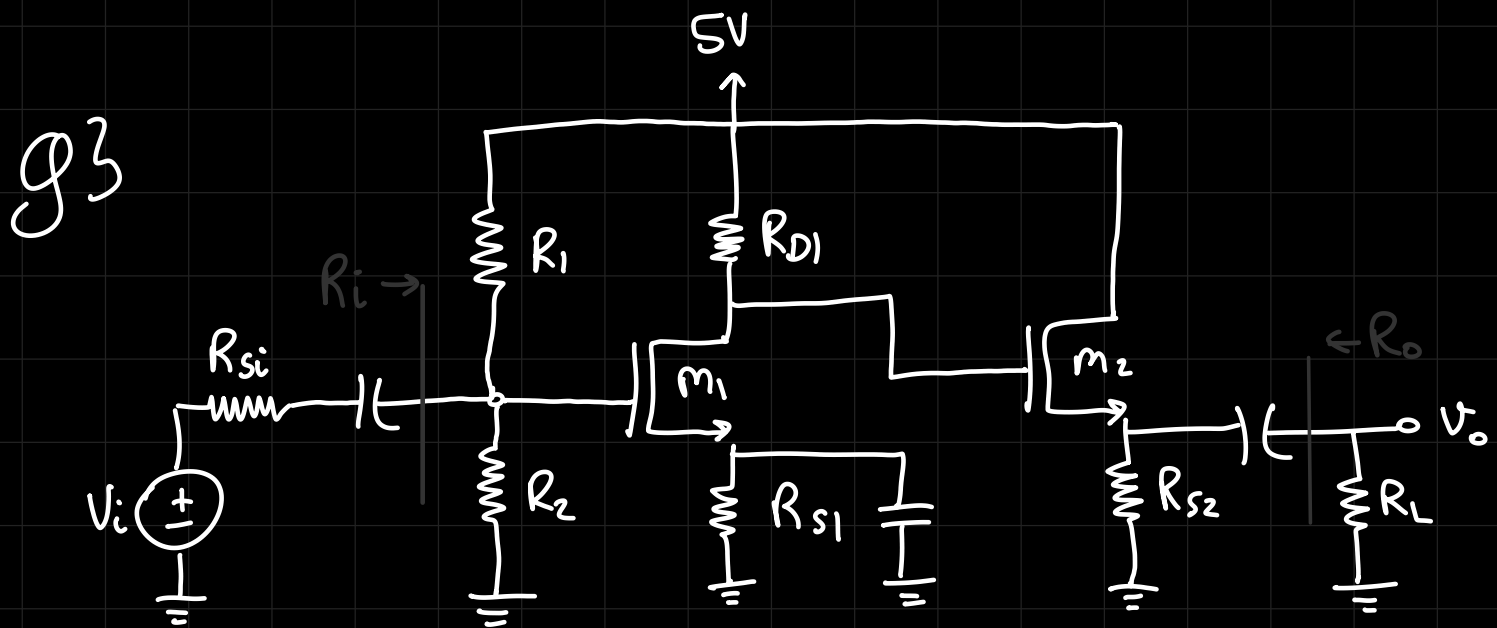 5V
g3
R1
RD1
Ri →
← Ro
RSi
m1
m2
Vo
Vi
+
−
R2
RS1
RS2
RL